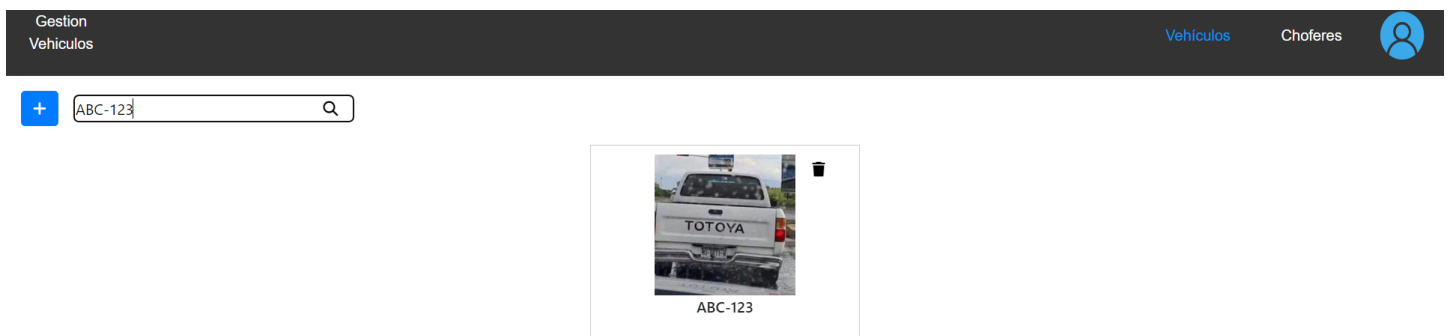 Gestion
Vehiculos
Vehículos
Choferes
+
ABC-123
TOTOYA
ABC-123